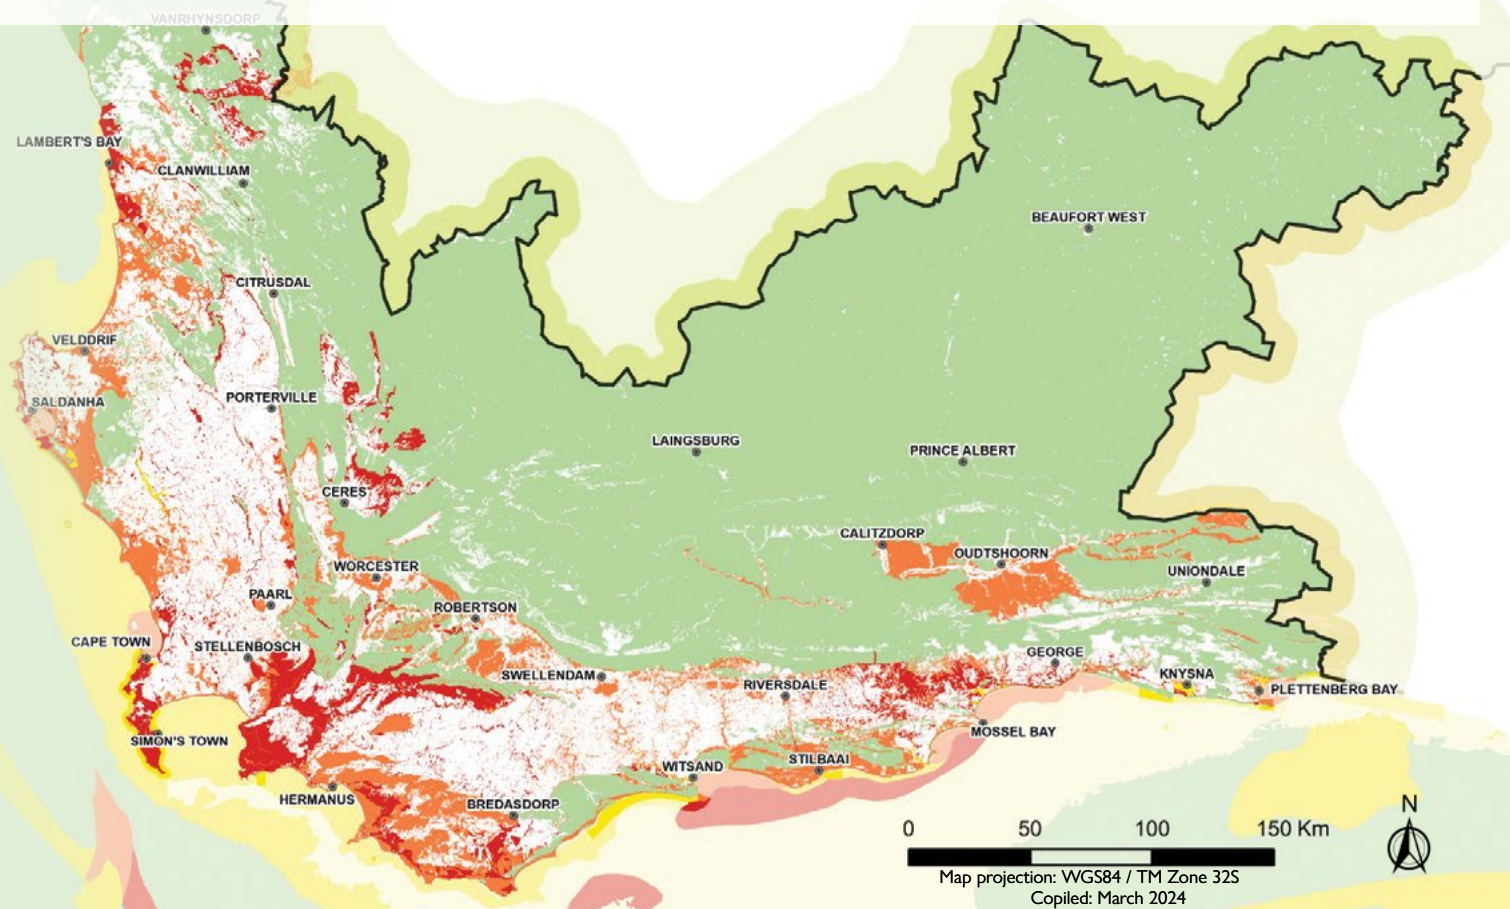 VANRHYNSDORP
LAMBERT'S BAY
CLANWILLIAM
BEAUFORT WEST
CITRUSDAL
VELDDRIF
PORTERVILLE
SALDANHA
LAINGSBURG
PRINCE ALBERT
CERES
CALITZDORP
OUDTSHOORN
WORCESTER
UNIONDALE
PAARL
ROBERTSON
CAPE TOWN
STELLENBOSCH
GEORGE
SWELLENDAM
KNYSNA
RIVERSDALE
PLETTENBERG BAY
MOSSEL BAY
SIMON'S TOWN
STILBAAI
WITSAND
HERMANUS
BREDASDORP
N
0 50 100 150 Km
Map projection: WGS84 / TM Zone 32S
Copiled: March 2024